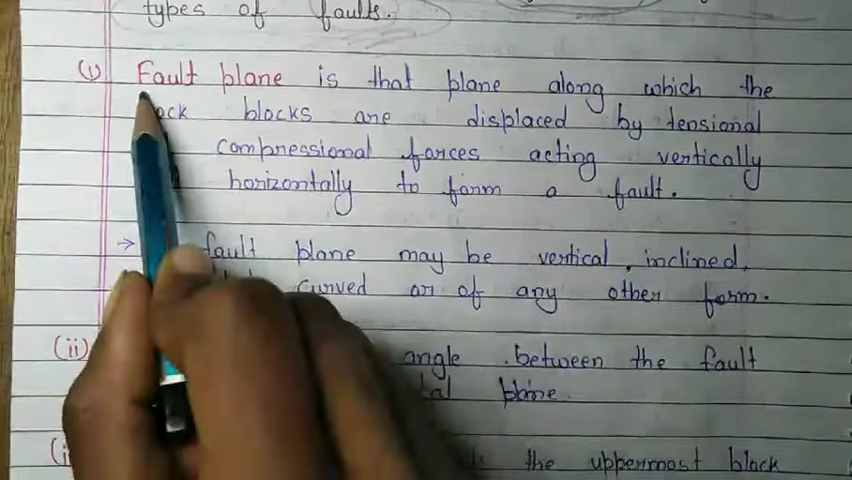 types of faults.
(i) Fault plane is that plane along which the
blocks are displaced by tensional
compressional forces acting vertically
horizontally to form a fault.
→ fault plane may be vertical, inclined,
curved or of any other form.
(ii) angle between the fault
plane.
the uppermost block